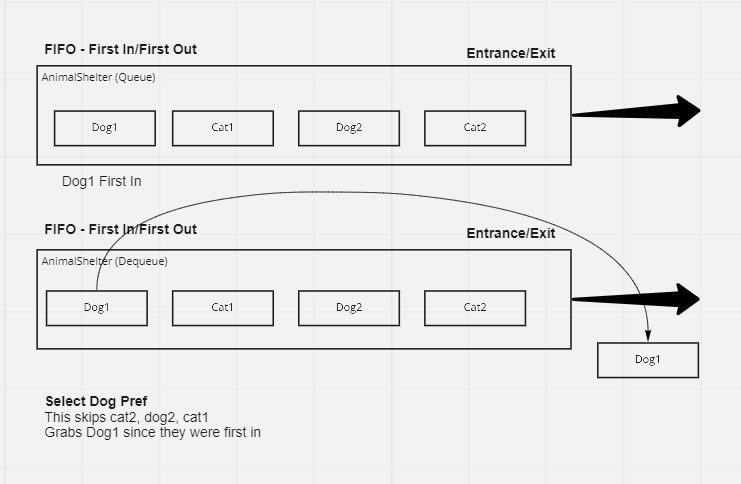 FIFO - First In/First Out
Entrance/Exit
AnimalShelter (Queue)
Dog1 Cat1 Dog2 Cat2
Dog1 First In
FIFO - First In/First Out
Entrance/Exit
AnimalShelter (Dequeue)
Dog1 Cat1 Dog2 Cat2
Dog1
Select Dog Pref
This skips cat2, dog2, cat1
Grabs Dog1 since they were first in